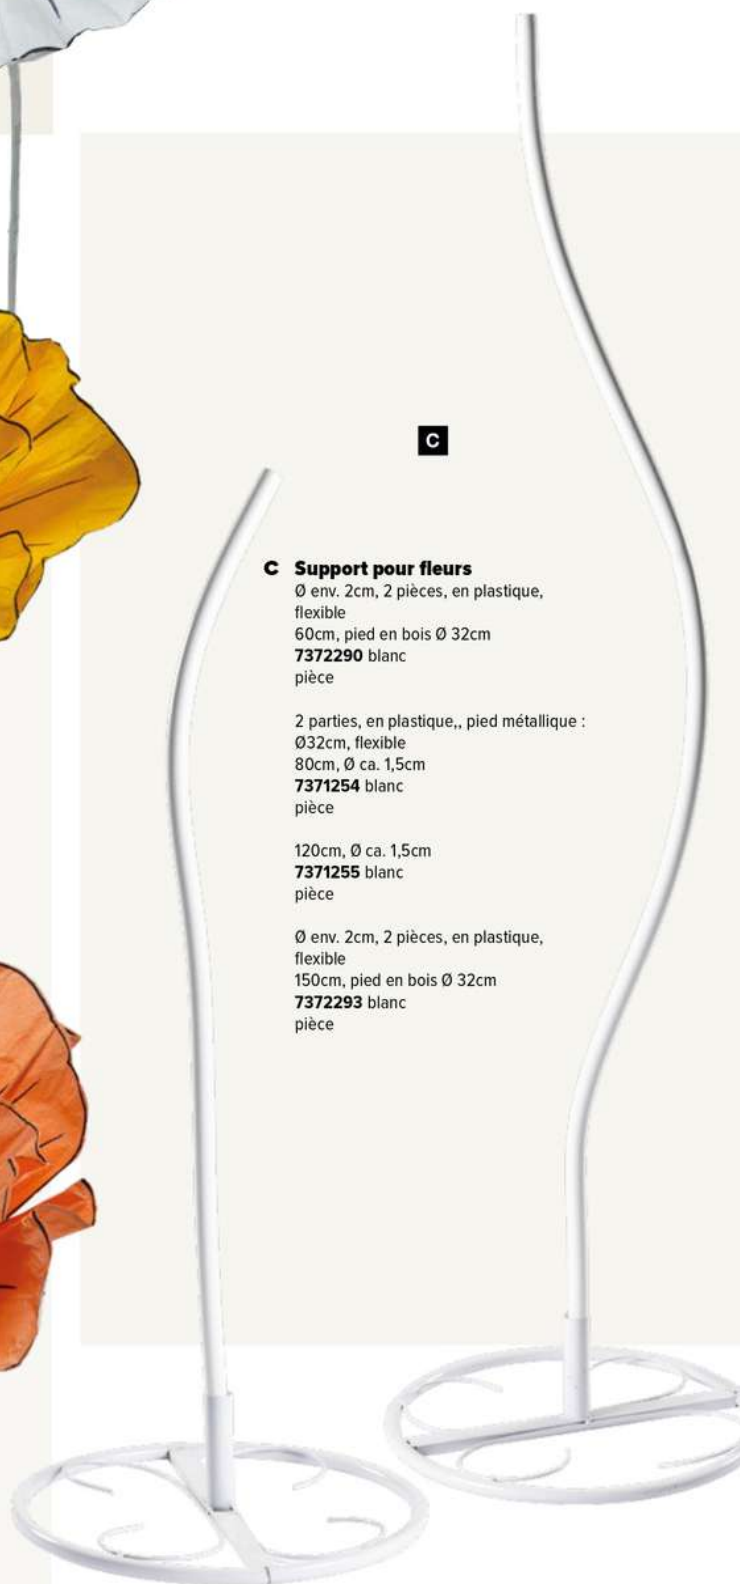 C
C Support pour fleurs
Ø env. 2cm, 2 pièces, en plastique,
flexible
60cm, pied en bois Ø 32cm
7372290 blanc
pièce
2 parties, en plastique,, pied métallique :
Ø32cm, flexible
80cm, Ø ca. 1,5cm
7371254 blanc
pièce
120cm, Ø ca. 1,5cm
7371255 blanc
pièce
Ø env. 2cm, 2 pièces, en plastique,
flexible
150cm, pied en bois Ø 32cm
7372293 blanc
pièce